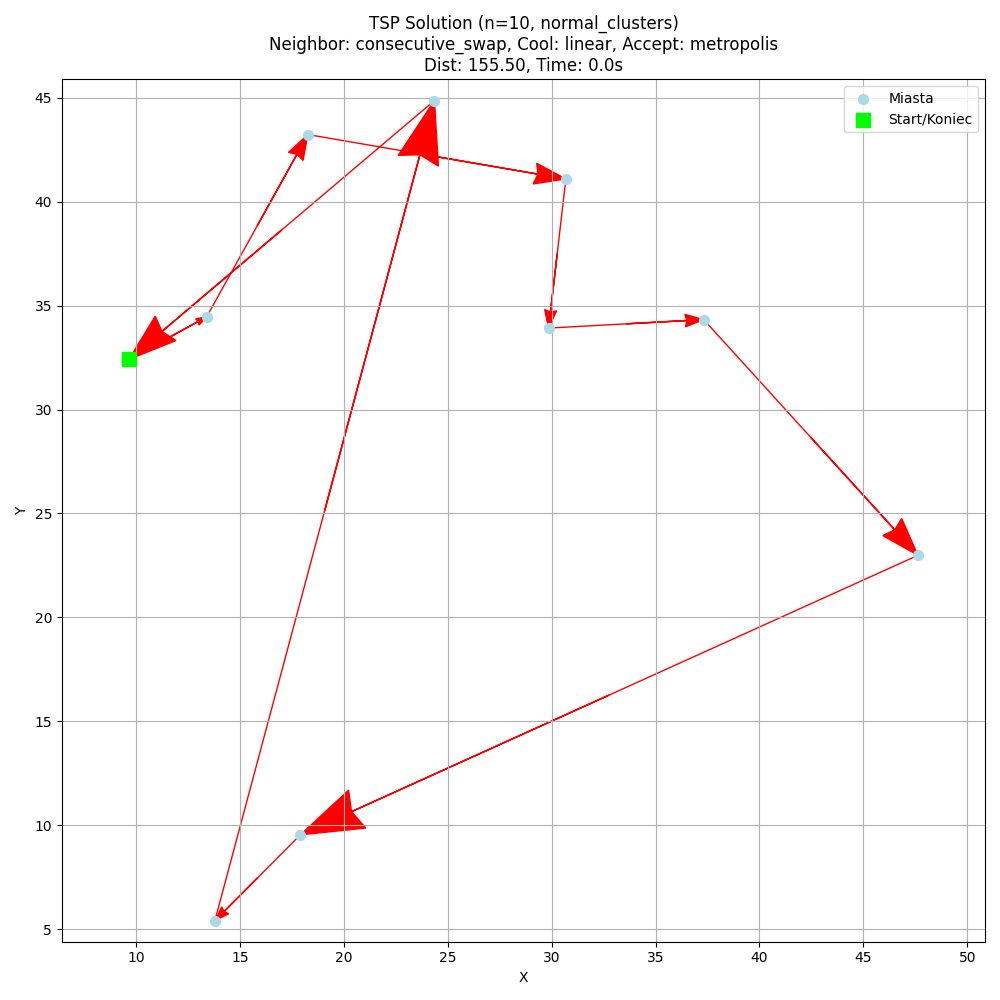 TSP Solution (n=10, normal_clusters)
Neighbor: consecutive_swap, Cool: linear, Accept: metropolis
Dist: 155.50, Time: 0.0s
Miasta
Start/Koniec
45
40
35
30
25
20
15
10
5
Y
10 15 20 25 30 35 40 45 50
X